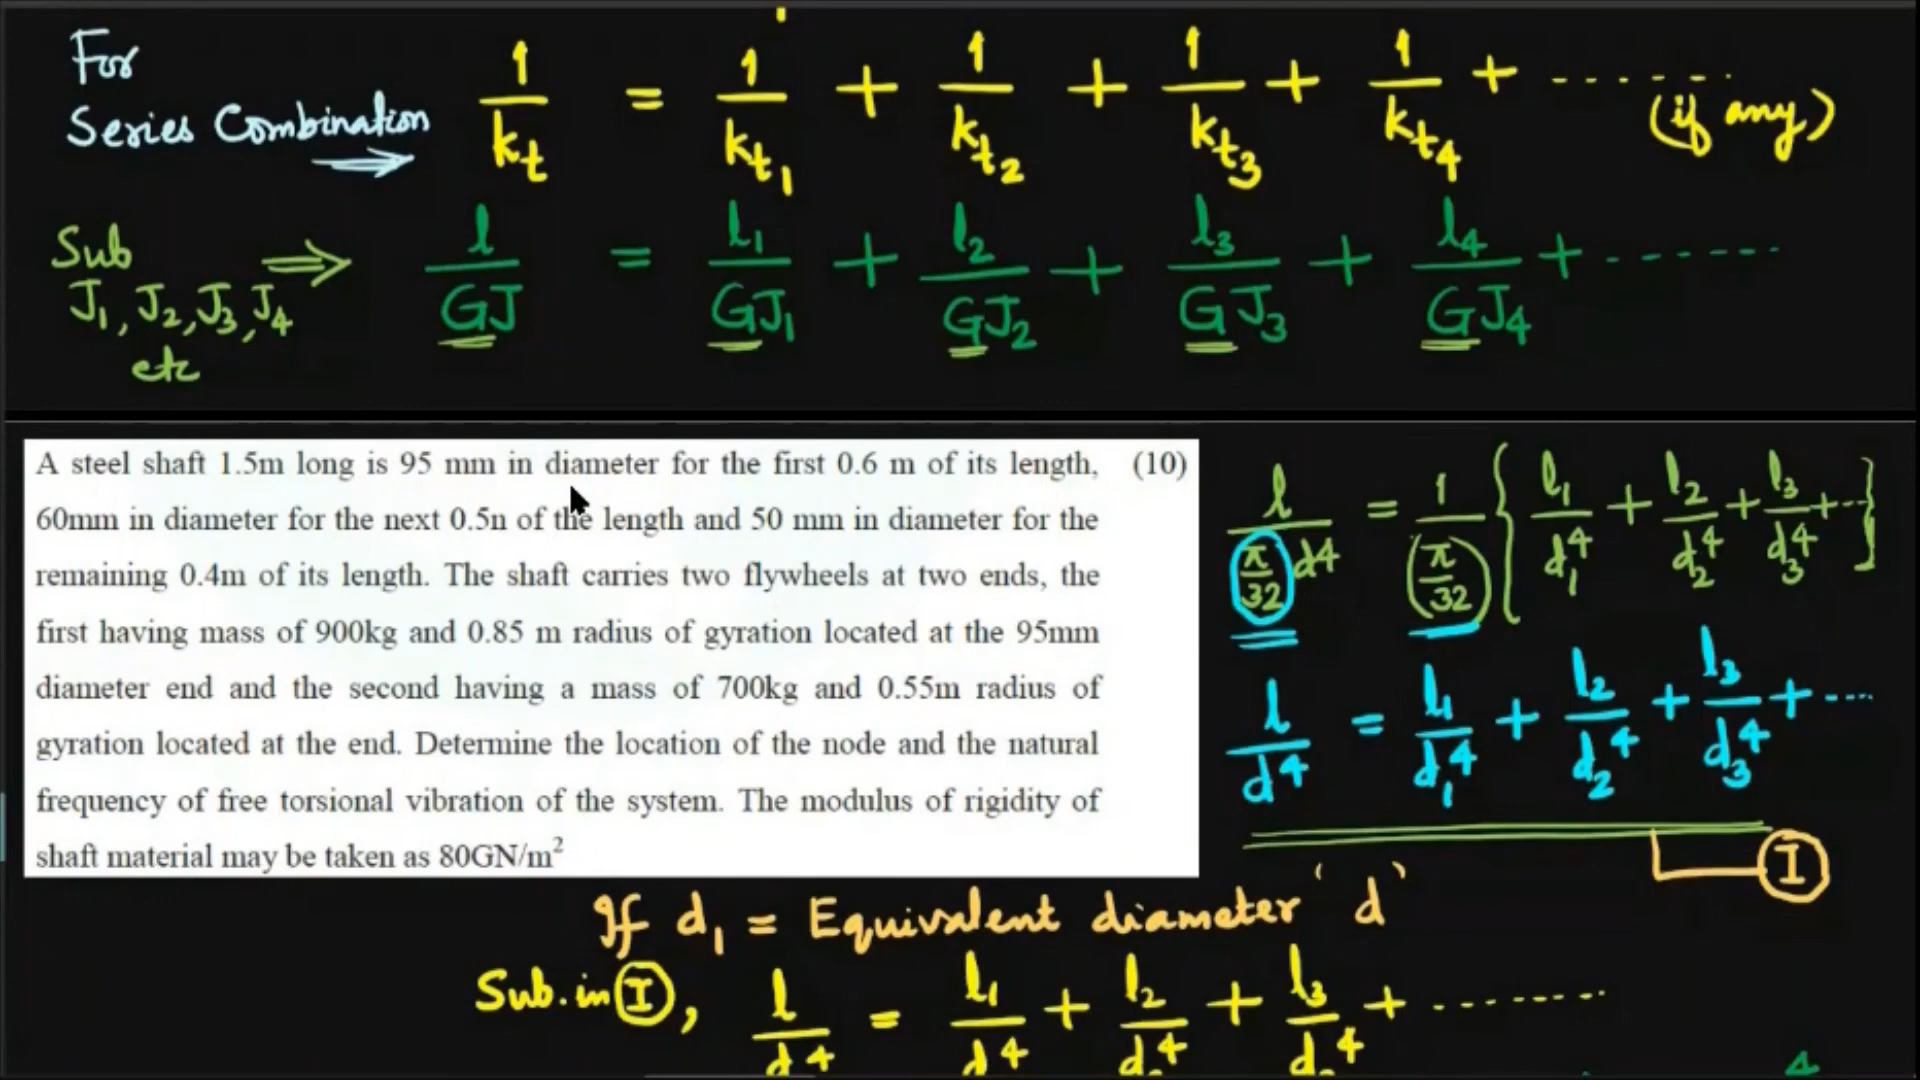 For
Series Combination ⟹ 1/kt = 1/kt1 + 1/kt2 + 1/kt3 + 1/kt4 + ------ (if any)
Sub J1, J2, J3, J4 etc ⟹ l/GJ = l1/GJ1 + l2/GJ2 + l3/GJ3 + l4/GJ4 + ------
A steel shaft 1.5m long is 95 mm in diameter for the first 0.6 m of its length, (10)
60mm in diameter for the next 0.5n of the length and 50 mm in diameter for the
remaining 0.4m of its length. The shaft carries two flywheels at two ends, the
first having mass of 900kg and 0.85 m radius of gyration located at the 95mm
diameter end and the second having a mass of 700kg and 0.55m radius of
gyration located at the end. Determine the location of the node and the natural
frequency of free torsional vibration of the system. The modulus of rigidity of
shaft material may be taken as 80GN/m²
l/(π/32 d⁴) = 1/(π/32) { l1/d1⁴ + l2/d2⁴ + l3/d3⁴ + --- }
l/d⁴ = l1/d1⁴ + l2/d2⁴ + l3/d3⁴ + ----
I
If d1 = Equivalent diameter 'd'
Sub. in I, l/d⁴ = l1/d⁴ + l2/d2⁴ + l3/d3⁴ + -------